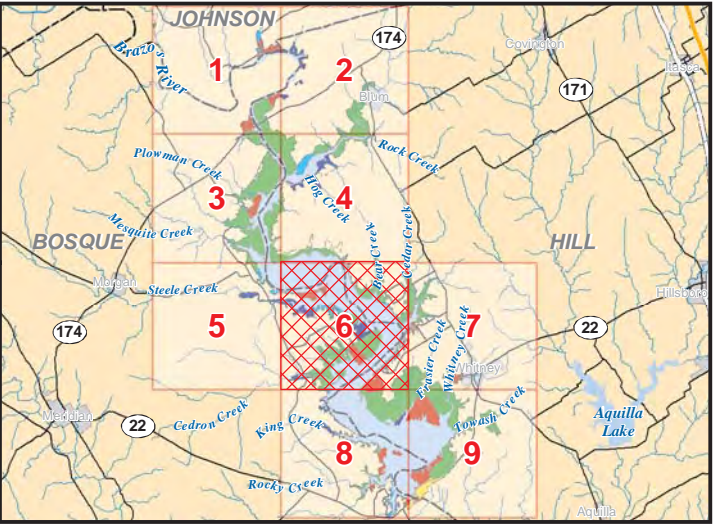 JOHNSON
174
Covington
Brazos River
1
2
Itasca
171
Blum
Plowman Creek
Rock Creek
3
Hog Creek
4
Mesquite Creek
Bear Creek
Cedar Creek
BOSQUE
HILL
Morgan
Steele Creek
Hillsboro
174
5
6
7
22
Frasier Creek
Whitney Creek
Whitney
Meridian
22
Cedron Creek
King Creek
Towash Creek
Aquilla
Lake
8
9
Rocky Creek
Aquilla